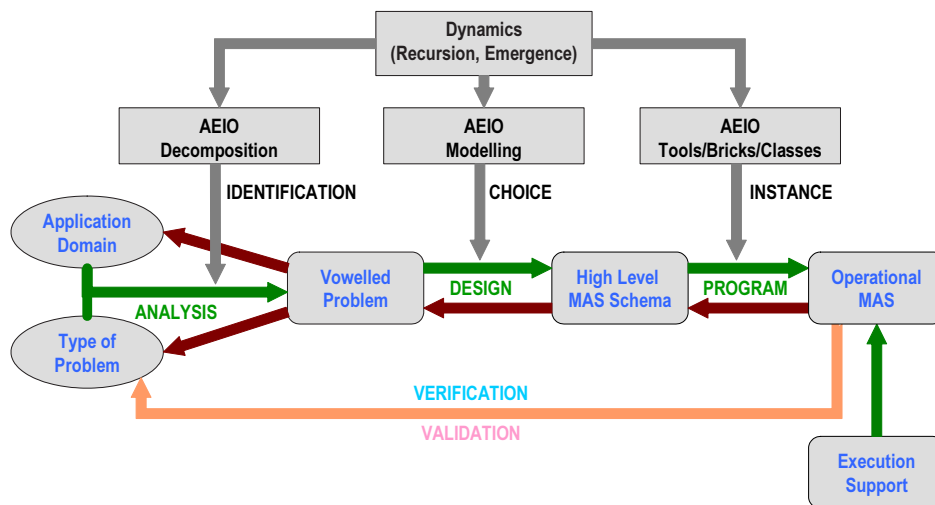 Dynamics
(Recursion, Emergence)
AEIO
Decomposition
AEIO
Modelling
AEIO
Tools/Bricks/Classes
IDENTIFICATION
CHOICE
INSTANCE
Application
Domain
Vowelled
Problem
DESIGN
High Level
MAS Schema
PROGRAM
Operational
MAS
ANALYSIS
Type of
Problem
VERIFICATION
VALIDATION
Execution
Support